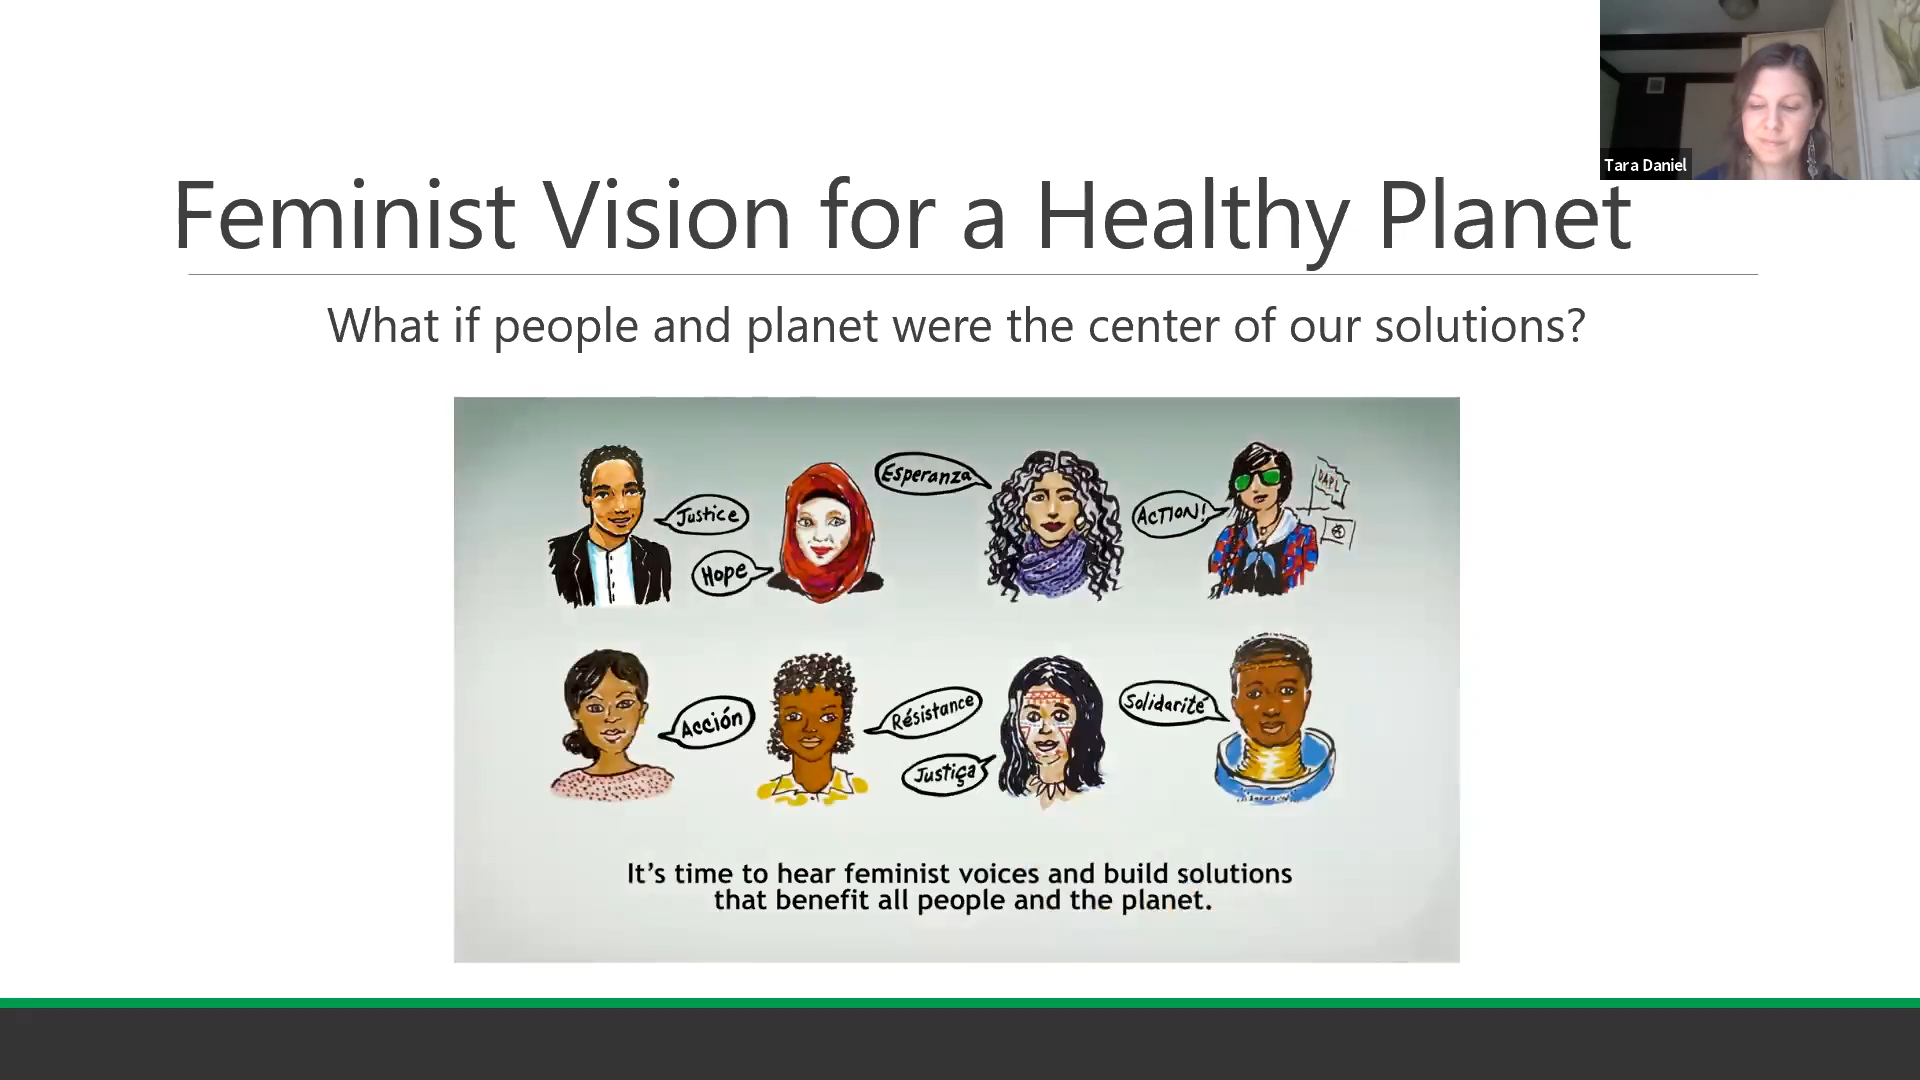 Tara Daniel
Feminist Vision for a Healthy Planet
What if people and planet were the center of our solutions?
Justice
Hope
Esperanza
ACTION!
DAPL
Acción
Résistance
Justiça
Solidarité
It's time to hear feminist voices and build solutions
that benefit all people and the planet.